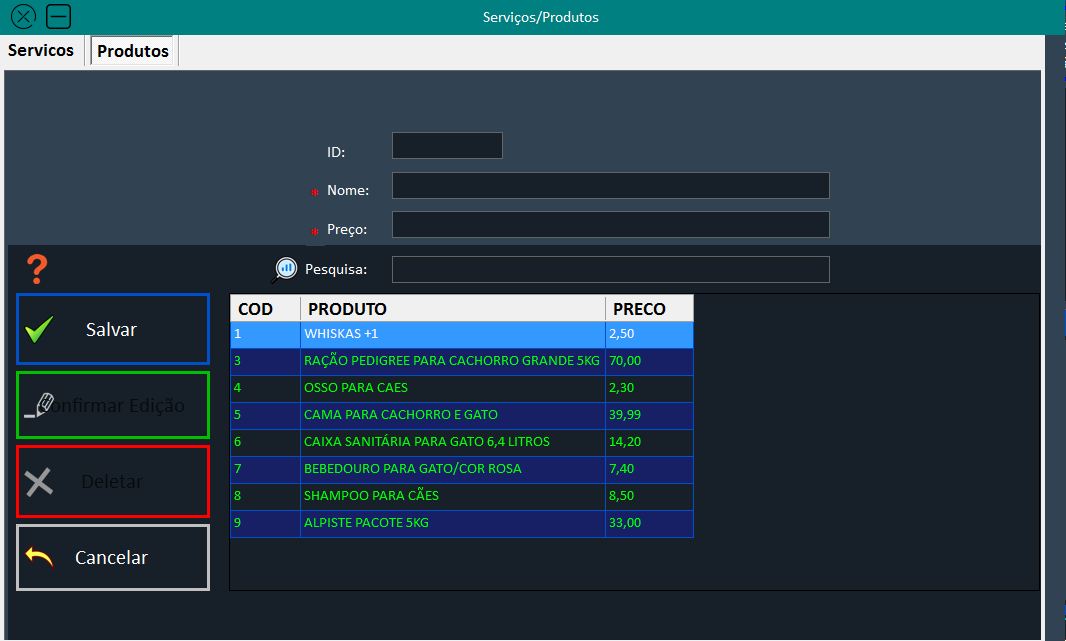 Serviços/Produtos
Servicos Produtos
ID:
* Nome:
* Preço:
Pesquisa:
Salvar
Confirmar Edição
Deletar
Cancelar
COD PRODUTO PRECO
1 WHISKAS +1 2,50
3 RAÇÃO PEDIGREE PARA CACHORRO GRANDE 5KG 70,00
4 OSSO PARA CAES 2,30
5 CAMA PARA CACHORRO E GATO 39,99
6 CAIXA SANITÁRIA PARA GATO 6,4 LITROS 14,20
7 BEBEDOURO PARA GATO/COR ROSA 7,40
8 SHAMPOO PARA CÃES 8,50
9 ALPISTE PACOTE 5KG 33,00